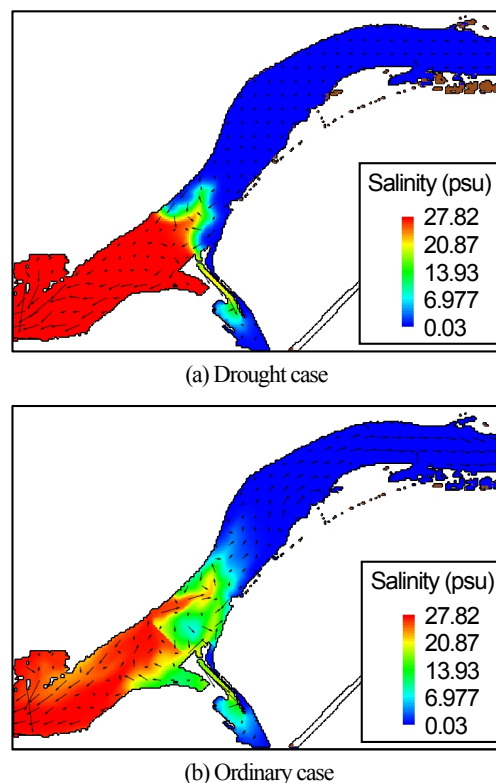 Salinity (psu)
27.82
20.87
13.93
6.977
0.03
(a) Drought case
Salinity (psu)
27.82
20.87
13.93
6.977
0.03
(b) Ordinary case